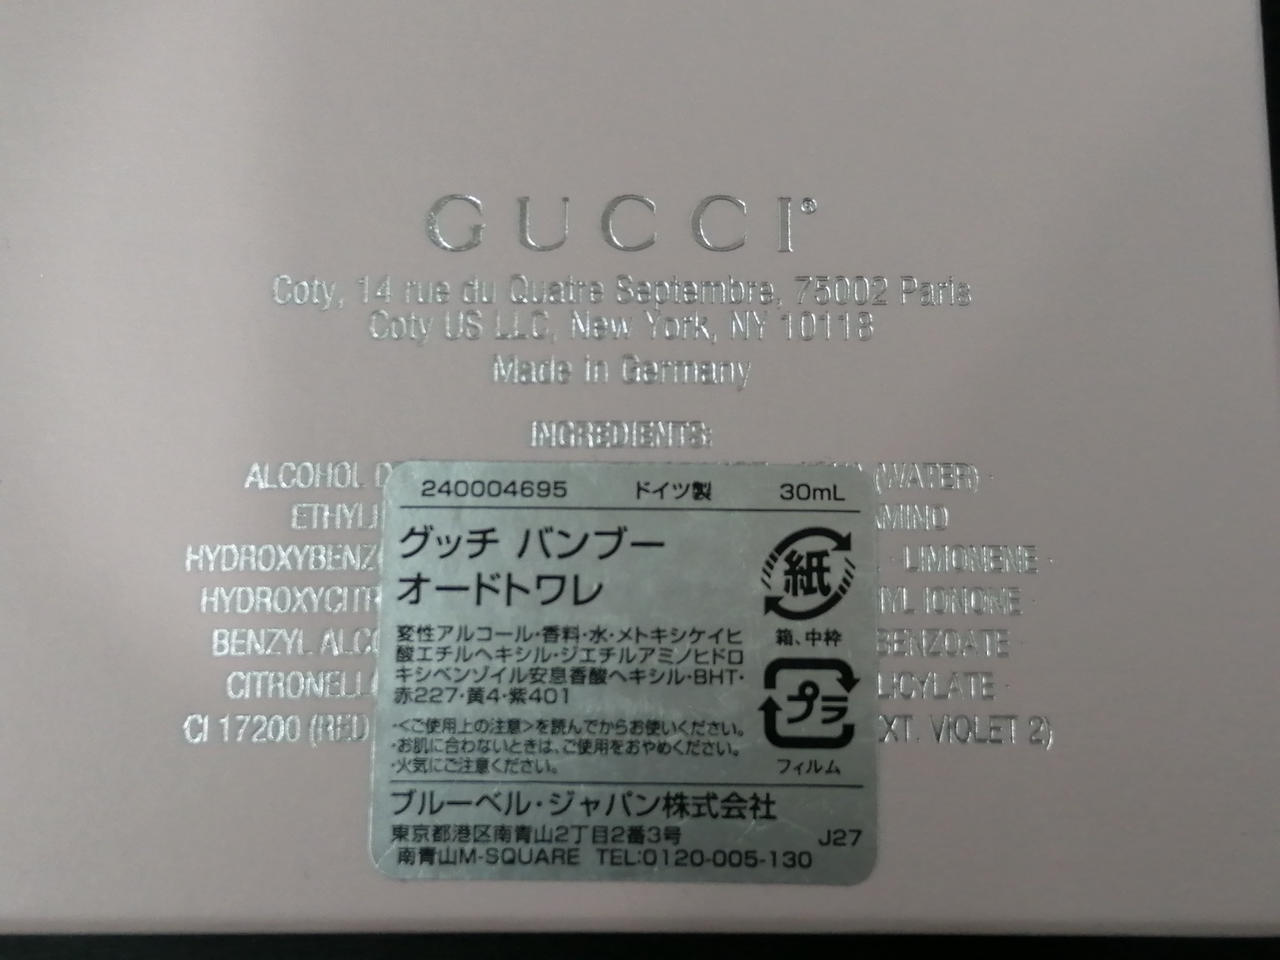 GUCCI®
Coty, 14 rue du Quatre Septembre, 75002 Paris
Coty US LLC, New York, NY 10118
Made in Germany
INGREDIENTS:
ALCOHOL (WATER) ·
HYDROXYBENZ · LIMONENE ·
HYDROXYCITR YL IONONE ·
BENZYL ALC BENZOATE ·
CITRONELL LICYLATE ·
CI 17200 (RED XT. VIOLET 2)
240004695 ドイツ製 30mL
グッチ バンブー
オードトワレ
変性アルコール・香料・水・メトキシケイヒ
酸エチルヘキシル・ジエチルアミノヒドロ
キシベンゾイル安息香酸ヘキシル・BHT・
赤227・黄4・紫401
・<ご使用上の注意>を読んでからお使いください。
・お肌に合わないときは、ご使用をおやめください。
・火気にご注意ください。
紙
箱、中枠
プラ
フィルム
ブルーベル・ジャパン株式会社
東京都港区南青山2丁目2番3号 J27
南青山M-SQUARE TEL:0120-005-130